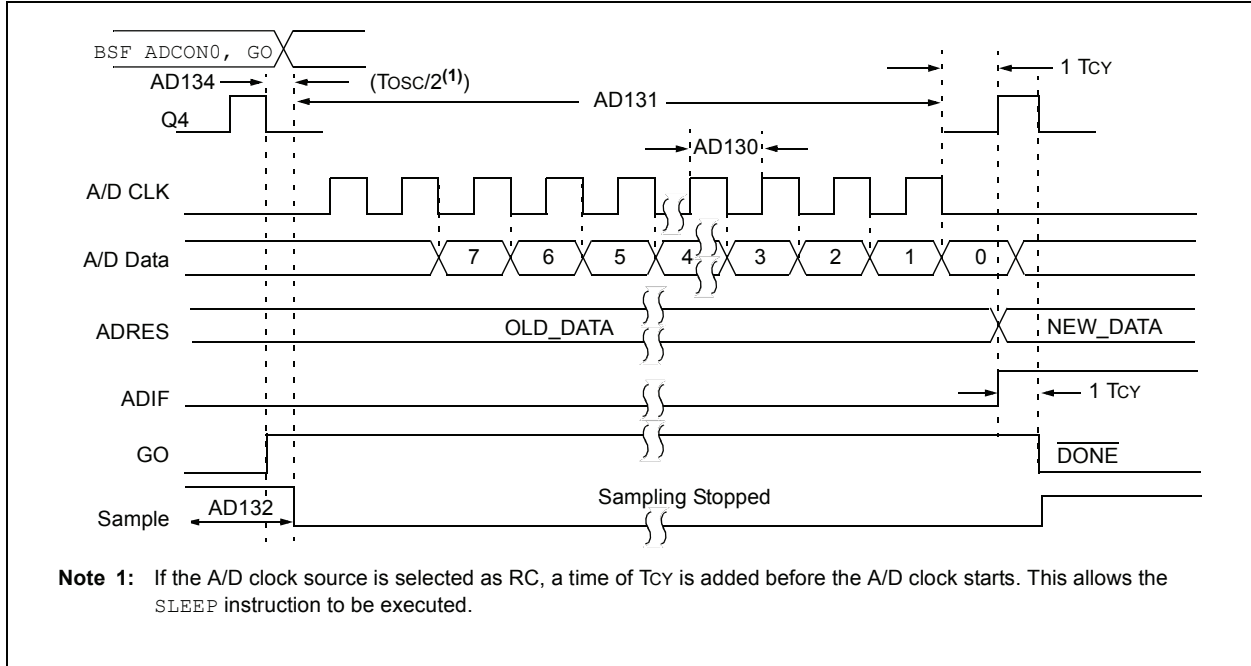 BSF ADCON0, GO
AD134
(TOSC/2(1))
AD131
1 TCY
Q4
AD130
A/D CLK
A/D Data
7 6 5 4 3 2 1 0
ADRES
OLD_DATA
NEW_DATA
ADIF
1 TCY
GO
DONE
Sample
AD132
Sampling Stopped
Note 1: If the A/D clock source is selected as RC, a time of TCY is added before the A/D clock starts. This allows the
SLEEP instruction to be executed.